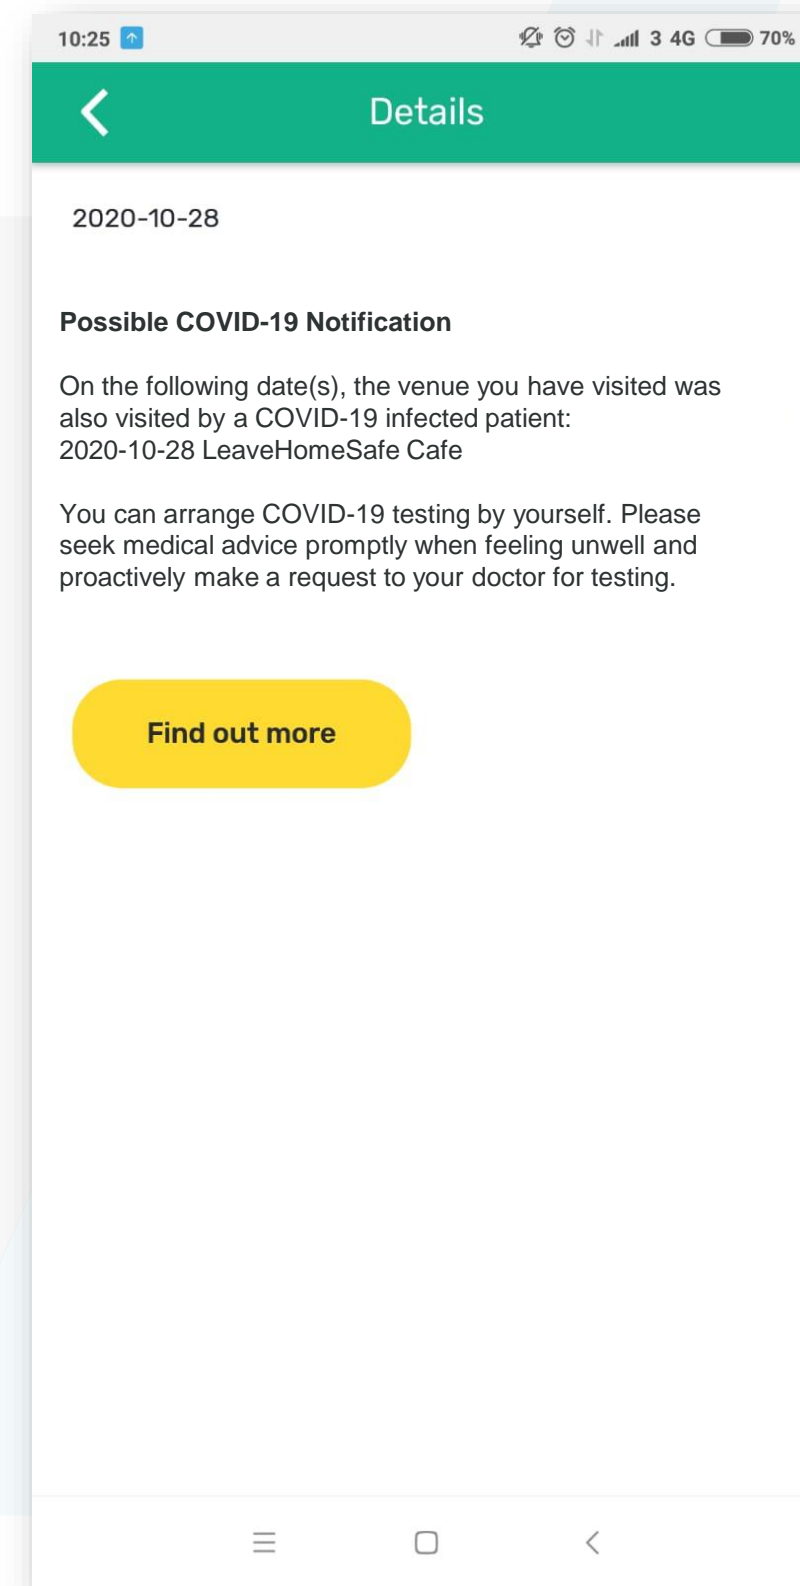 10:25 3 4G 70%
Details
2020-10-28
Possible COVID-19 Notification
On the following date(s), the venue you have visited was
also visited by a COVID-19 infected patient:
2020-10-28 LeaveHomeSafe Cafe
You can arrange COVID-19 testing by yourself. Please
seek medical advice promptly when feeling unwell and
proactively make a request to your doctor for testing.
Find out more